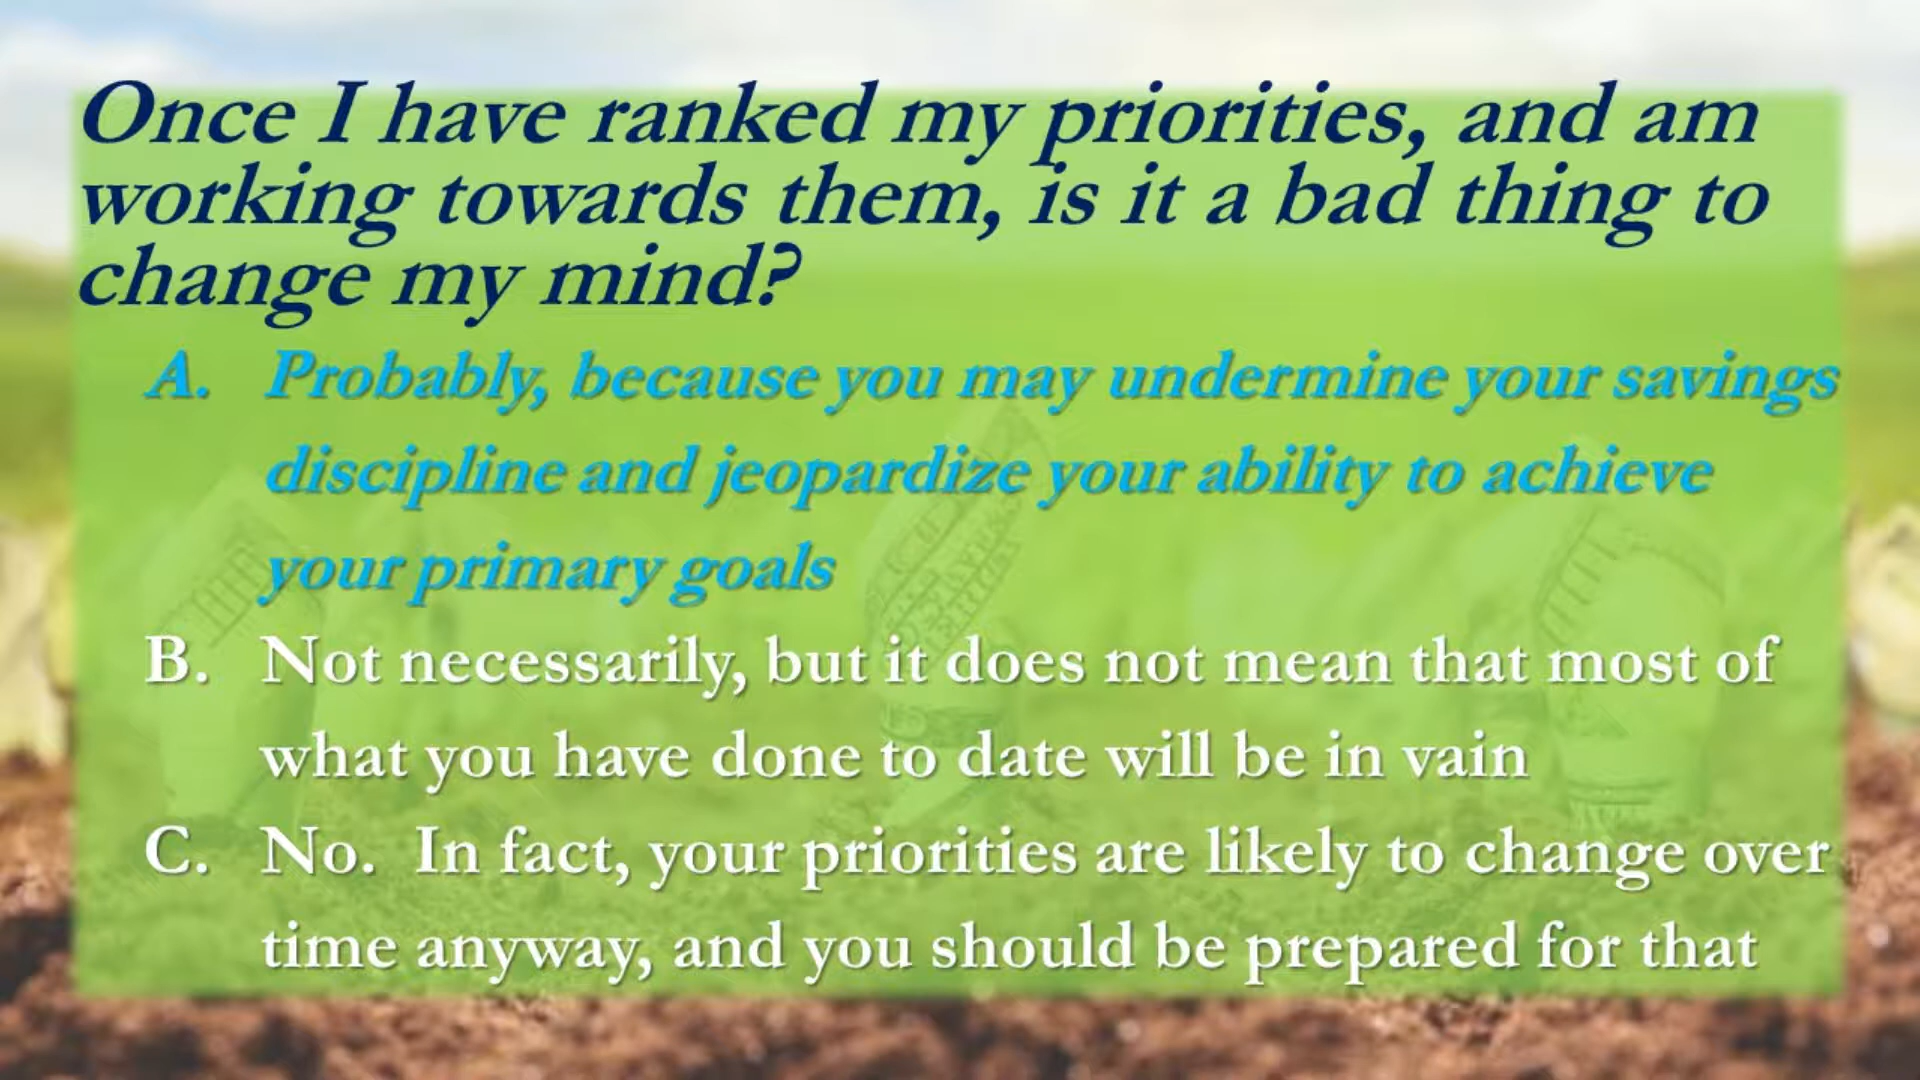 Once I have ranked my priorities, and am
working towards them, is it a bad thing to
change my mind?
A. Probably, because you may undermine your savings
discipline and jeopardize your ability to achieve
your primary goals
B. Not necessarily, but it does not mean that most of
what you have done to date will be in vain
C. No. In fact, your priorities are likely to change over
time anyway, and you should be prepared for that